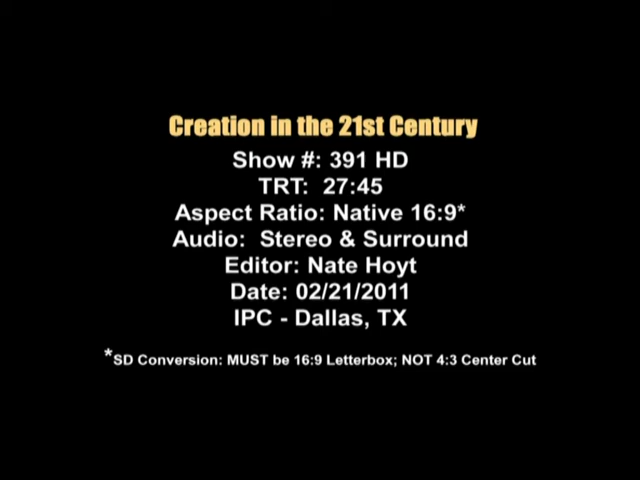 Creation in the 21st Century
Show #: 391 HD
TRT:  27:45
Aspect Ratio: Native 16:9*
Audio:  Stereo & Surround
Editor: Nate Hoyt
Date: 02/21/2011
IPC - Dallas, TX
*SD Conversion: MUST be 16:9 Letterbox; NOT 4:3 Center Cut